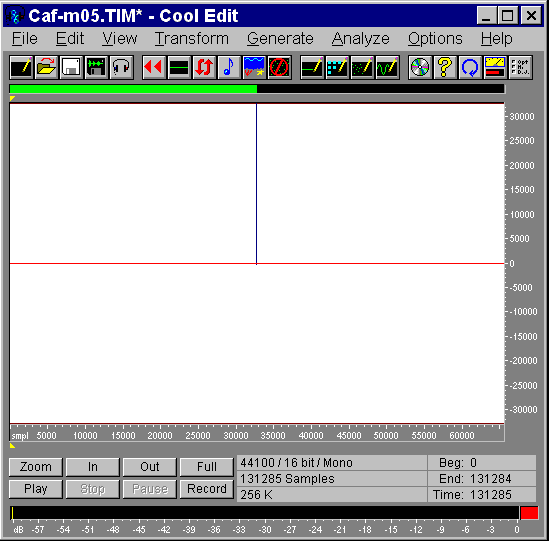 Caf-m05.TIM* - Cool Edit
File Edit View Transform Generate Analyze Options Help
Opt
Mi
D.J.
30000
25000
20000
15000
10000
5000
0
-5000
-10000
-15000
-20000
-25000
-30000
smpl 5000 10000 15000 20000 25000 30000 35000 40000 45000 50000 55000 60000
Zoom In Out Full
Play Stop Pause Record
44100 / 16 bit / Mono
131285 Samples
256 K
Beg: 0
End: 131284
Time: 131285
dB -57 -54 -51 -48 -45 -42 -39 -36 -33 -30 -27 -24 -21 -18 -15 -12 -9 -6 -3 0